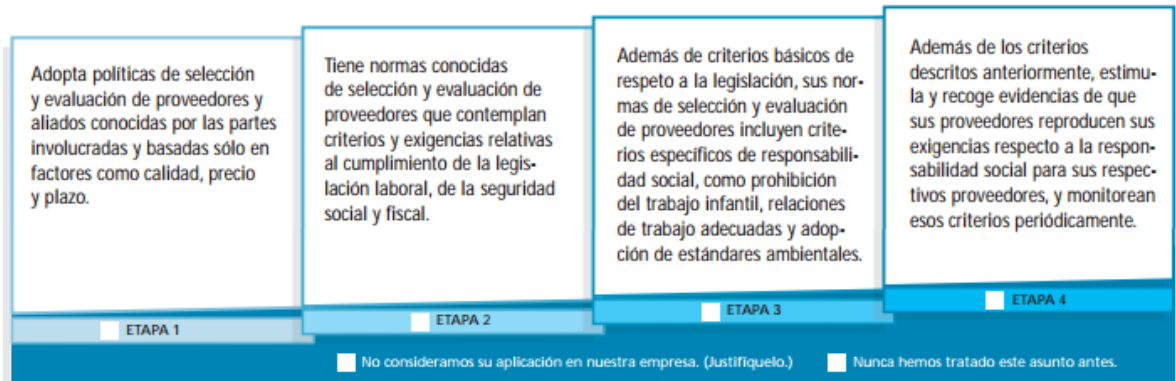 Adopta políticas de selección
y evaluación de proveedores y
aliados conocidas por las partes
involucradas y basadas sólo en
factores como calidad, precio
y plazo.
ETAPA 1
Tiene normas conocidas
de selección y evaluación de
proveedores que contemplan
criterios y exigencias relativas
al cumplimiento de la legis-
lación laboral, de la seguridad
social y fiscal.
ETAPA 2
Además de criterios básicos de
respeto a la legislación, sus nor-
mas de selección y evaluación
de proveedores incluyen crite-
rios específicos de responsabili-
dad social, como prohibición
del trabajo infantil, relaciones
de trabajo adecuadas y adop-
ción de estándares ambientales.
ETAPA 3
Además de los criterios
descritos anteriormente, estimu-
la y recoge evidencias de que
sus proveedores reproducen sus
exigencias respecto a la respon-
sabilidad social para sus respec-
tivos proveedores, y monitorean
esos criterios periódicamente.
ETAPA 4
No consideramos su aplicación en nuestra empresa. (Justifíquelo.)
Nunca hemos tratado este asunto antes.